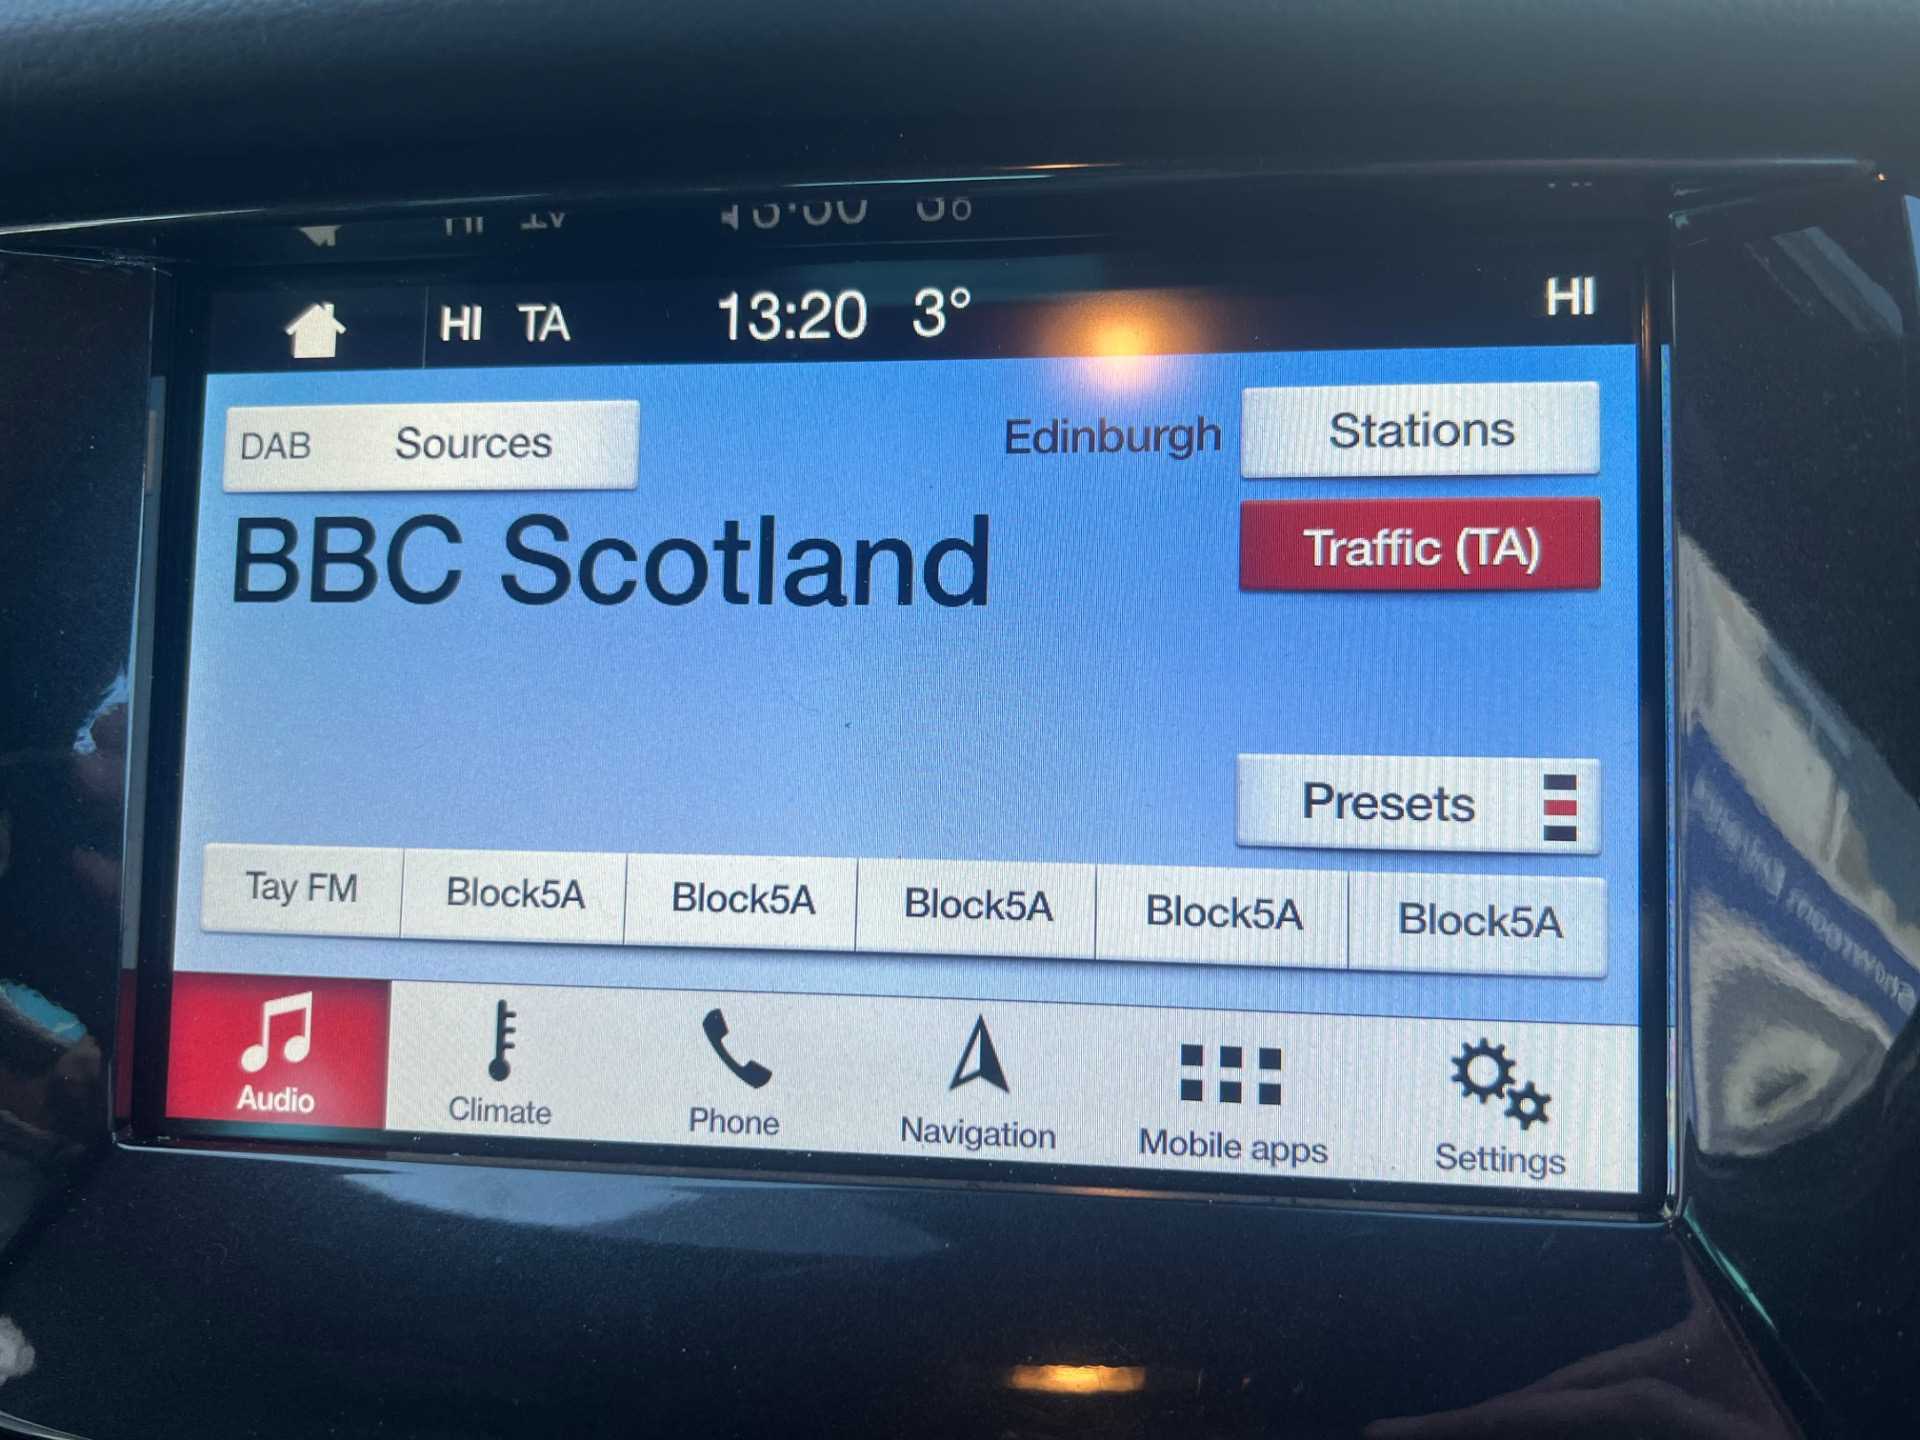 HI TA 13:20 3° HI
DAB Sources Edinburgh Stations
BBC Scotland
Traffic (TA)
Presets
Tay FM Block5A Block5A Block5A Block5A Block5A
Audio Climate Phone Navigation Mobile apps Settings